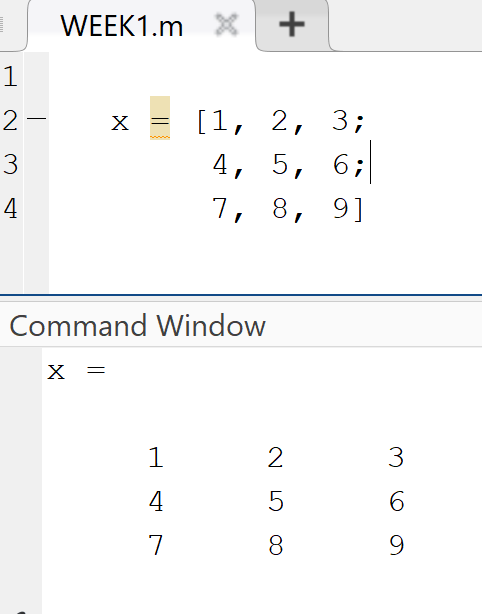 WEEK1.m
1
2 x = [1, 2, 3;
3 4, 5, 6;
4 7, 8, 9]
Command Window
x =
1 2 3
4 5 6
7 8 9